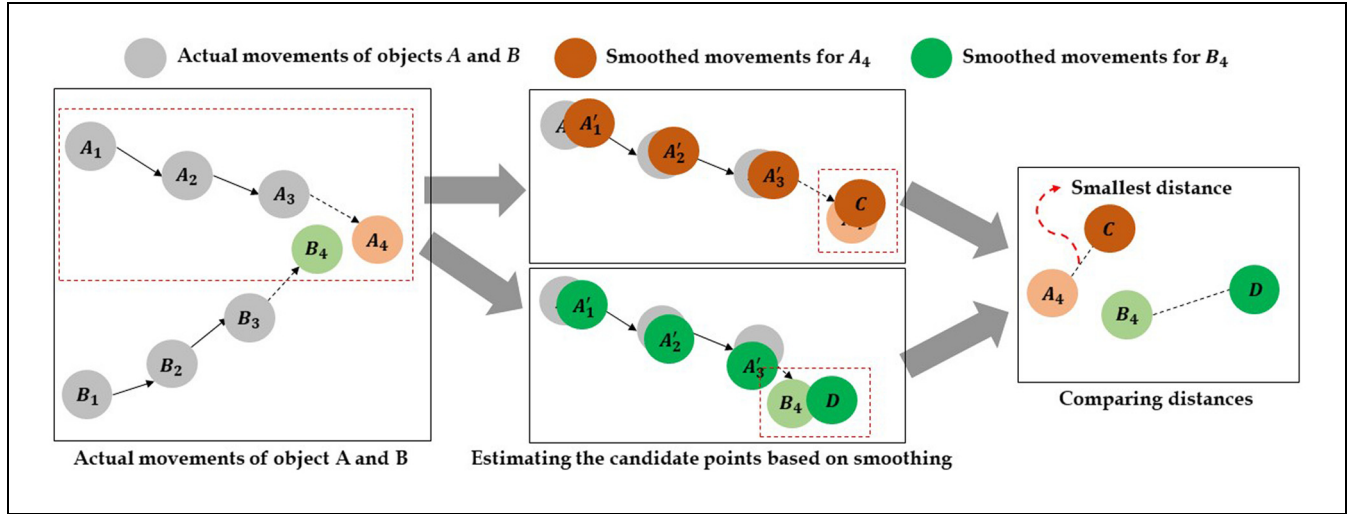 Actual movements of objects A and B
Smoothed movements for A₄
Smoothed movements for B₄
A₁
A₂
A₃
A₄
B₄
B₃
B₂
B₁
A′₁
A′₂
A′₃
C
A′₁
A′₂
A′₃
B₄
D
Smallest distance
C
A₄
B₄
D
Actual movements of object A and B
Estimating the candidate points based on smoothing
Comparing distances